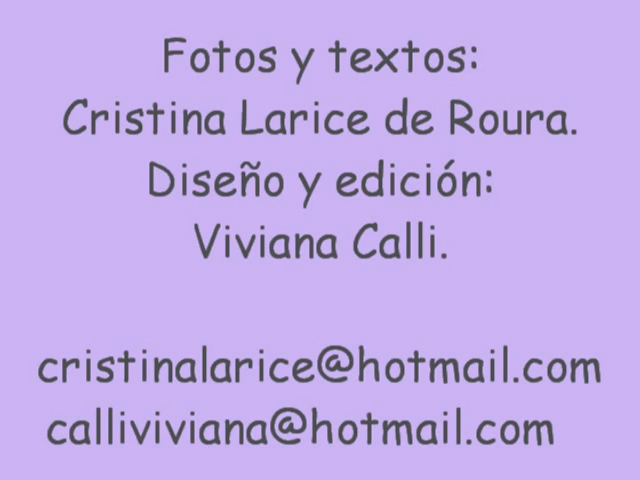 Fotos y textos:
Cristina Larice de Roura.
Diseño y edición:
Viviana Calli.
cristinalarice@hotmail.com
calliviviana@hotmail.com